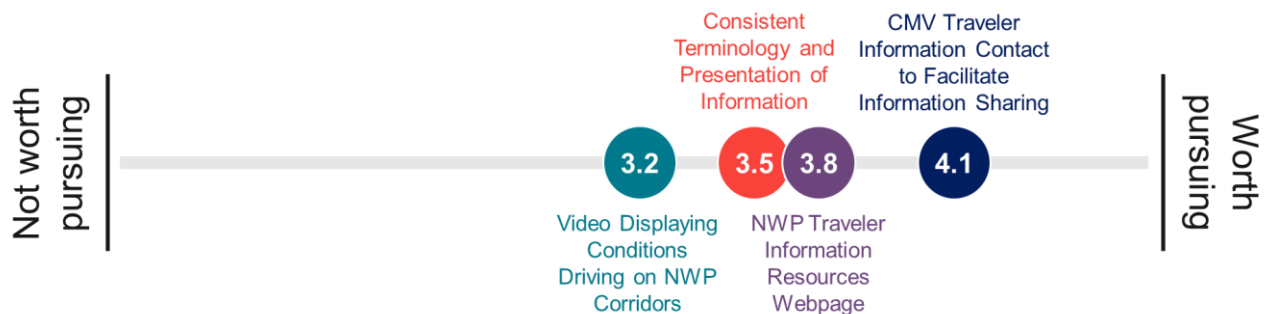 Not worth
pursuing
Consistent
Terminology and
Presentation of
Information
CMV Traveler
Information Contact
to Facilitate
Information Sharing
3.2
3.5
3.8
4.1
Video Displaying
Conditions
Driving on NWP
Corridors
NWP Traveler
Information
Resources
Webpage
Worth
pursuing